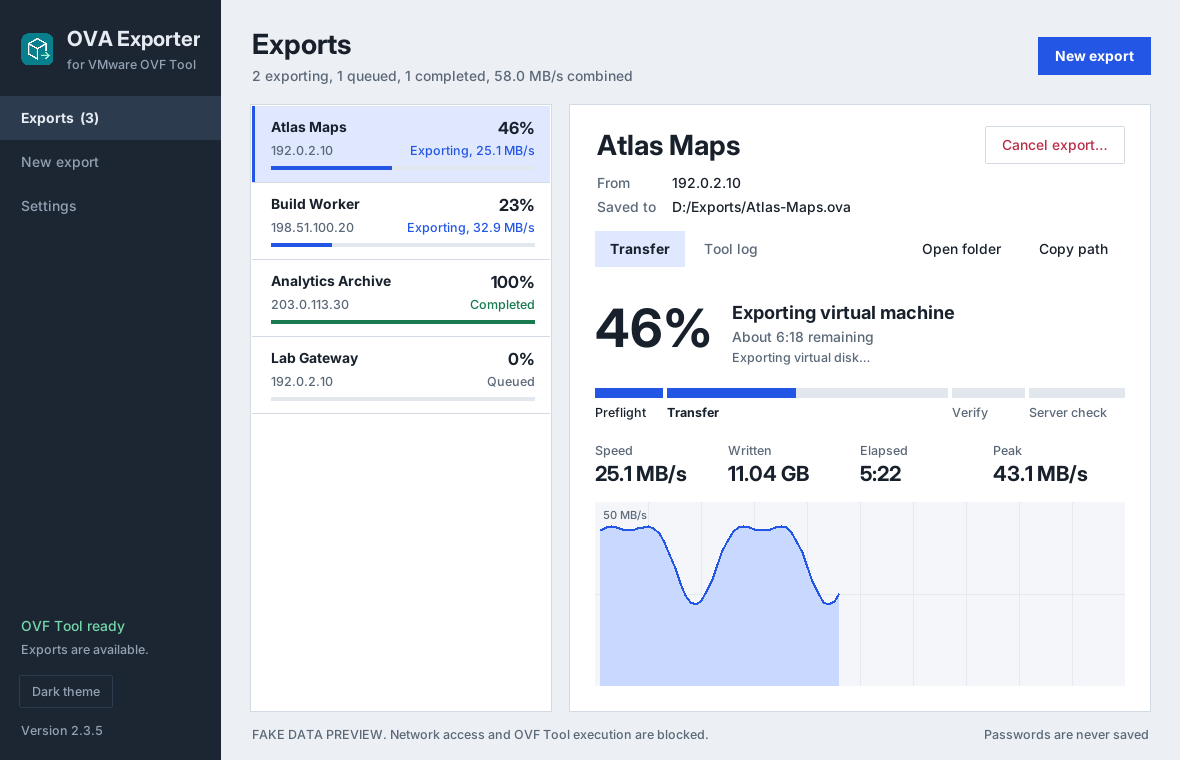 OVA Exporter
for VMware OVF Tool
Exports (3)
New export
Settings
OVF Tool ready
Exports are available.
Dark theme
Version 2.3.5
Exports
2 exporting, 1 queued, 1 completed, 58.0 MB/s combined
New export
Atlas Maps 46%
192.0.2.10 Exporting, 25.1 MB/s
Build Worker 23%
198.51.100.20 Exporting, 32.9 MB/s
Analytics Archive 100%
203.0.113.30 Completed
Lab Gateway 0%
192.0.2.10 Queued
Atlas Maps
Cancel export...
From 192.0.2.10
Saved to D:/Exports/Atlas-Maps.ova
Transfer Tool log Open folder Copy path
46%
Exporting virtual machine
About 6:18 remaining
Exporting virtual disk...
Preflight Transfer Verify Server check
Speed Written Elapsed Peak
25.1 MB/s 11.04 GB 5:22 43.1 MB/s
50 MB/s
FAKE DATA PREVIEW. Network access and OVF Tool execution are blocked.
Passwords are never saved